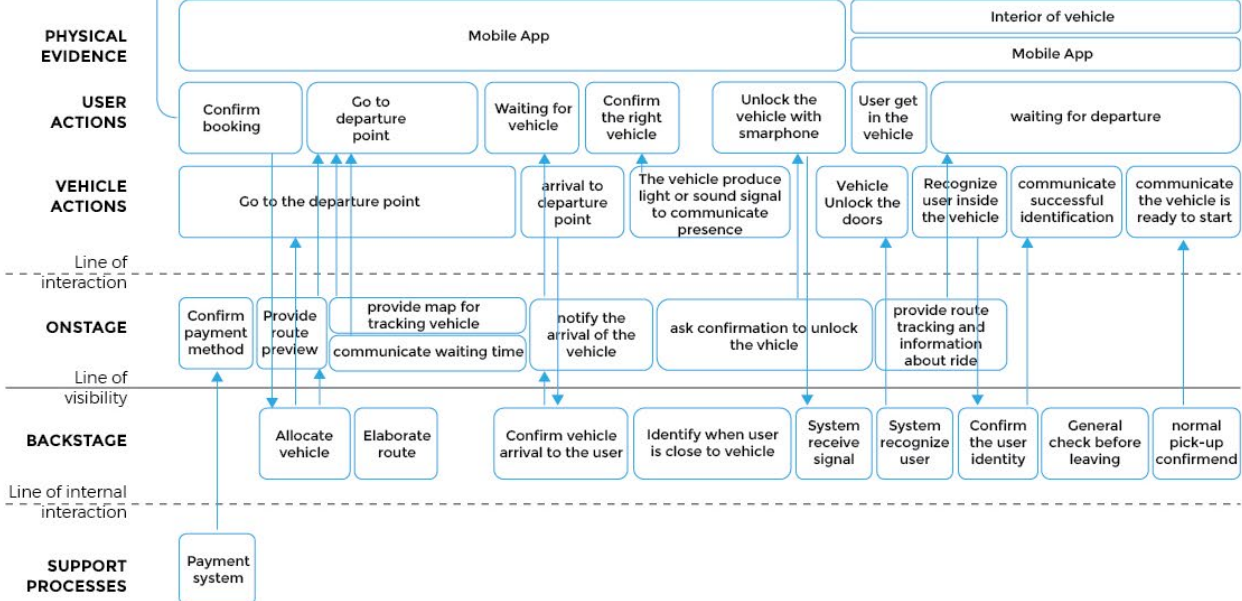 PHYSICAL
EVIDENCE
Mobile App
Interior of vehicle
Mobile App
USER
ACTIONS
Confirm
booking
Go to
departure
point
Waiting for
vehicle
Confirm
the right
vehicle
Unlock the
vehicle with
smarphone
User get
in the
vehicle
waiting for departure
VEHICLE
ACTIONS
Go to the departure point
arrival to
departure
point
The vehicle produce
light or sound signal
to communicate
presence
Vehicle
Unlock the
doors
Recognize
user inside
the vehicle
communicate
successful
identification
communicate
the vehicle is
ready to start
Line of
interaction
ONSTAGE
Confirm
payment
method
Provide
route
preview
provide map for
tracking vehicle
communicate waiting time
notify the
arrival of the
vehicle
ask confirmation to unlock
the vhicle
provide route
tracking and
information
about ride
Line of
visibility
BACKSTAGE
Allocate
vehicle
Elaborate
route
Confirm vehicle
arrival to the user
Identify when user
is close to vehicle
System
receive
signal
System
recognize
user
Confirm
the user
identity
General
check before
leaving
normal
pick-up
confirmend
Line of internal
interaction
SUPPORT
PROCESSES
Payment
system